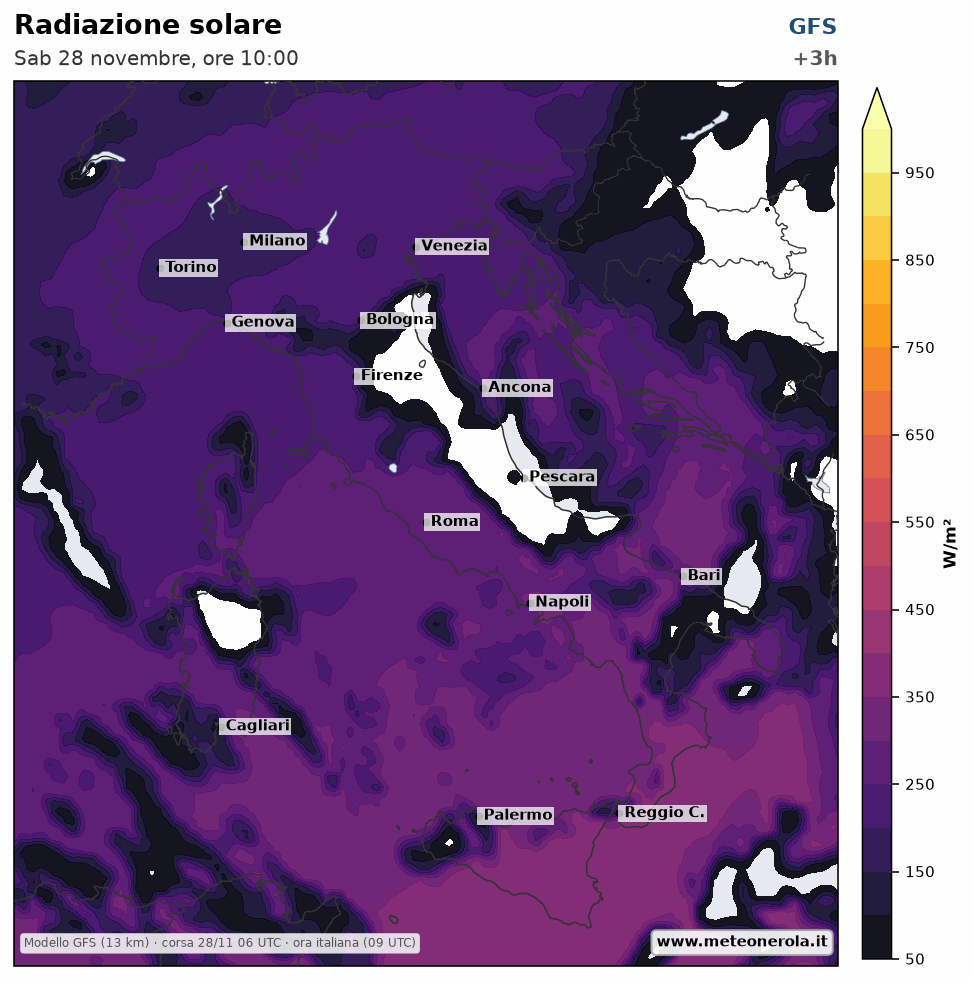 Radiazione solare
GFS
Sab 28 novembre, ore 10:00
+3h
950
850
750
650
550
450
350
250
150
50
W/m²
Milano
Venezia
Torino
Genova
Bologna
Firenze
Ancona
Pescara
Roma
Bari
Napoli
Cagliari
Palermo
Reggio C.
Modello GFS (13 km) · corsa 28/11 06 UTC · ora italiana (09 UTC)
www.meteonerola.it